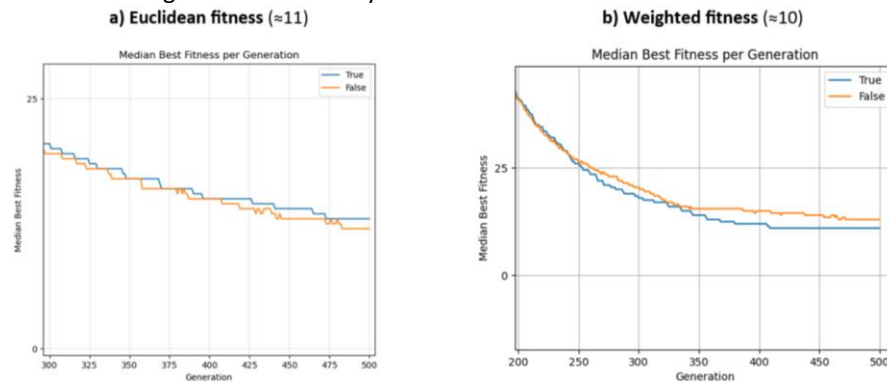 a) Euclidean fitness (≈11)
Median Best Fitness per Generation
True
False
25
0
Median Best Fitness
300 325 350 375 400 425 450 475 500
Generation
b) Weighted fitness (≈10)
Median Best Fitness per Generation
True
False
25
0
Median Best Fitness
200 250 300 350 400 450 500
Generation